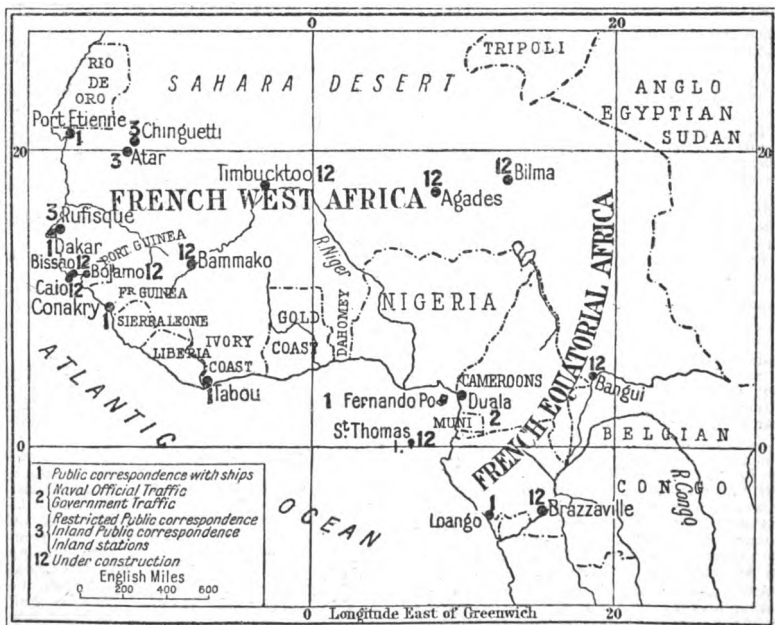 0
20
TRIPOLI
RIO
DE
ORO
SAHARA DESERT
ANGLO
EGYPTIAN
SUDAN
Port Etienne
1
3
Chinguetti
3
Atar
20
20
Timbucktoo 12
12
Bilma
12
Agades
FRENCH WEST AFRICA
3
Rufisque
1
Dakar
PORT GUINEA
Bissao 12
Bolamo 12
12
Bammako
R. Niger
Caio 12
FR. GUINEA
Conakry
1
SIERRA LEONE
NIGERIA
GOLD
COAST
DAHOMEY
IVORY
COAST
LIBERIA
Tabou
ATLANTIC
OCEAN
FRENCH EQUATORIAL AFRICA
12
Bangui
CAMEROONS
1 Fernando Po
Duala
MUNI 2
St. Thomas
I. 12
BELGIAN
CONGO
R. Congo
0
0
1
Loango
12
Brazzaville
1 Public correspondence with ships
2 Naval Official Traffic
Government Traffic
3 Restricted Public correspondence
Inland Public correspondence
Inland stations
12 Under construction
English Miles
0 200 400 600
0
Longitude East of Greenwich
20